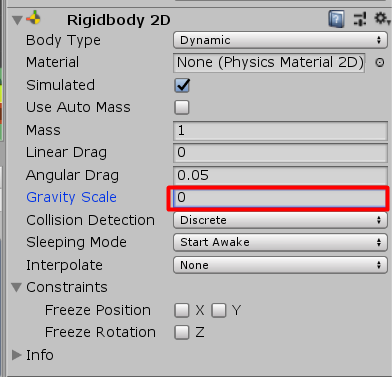 Rigidbody 2D
Body Type Dynamic
Material None (Physics Material 2D)
Simulated
Use Auto Mass
Mass 1
Linear Drag 0
Angular Drag 0.05
Gravity Scale 0
Collision Detection Discrete
Sleeping Mode Start Awake
Interpolate None
Constraints
Freeze Position X Y
Freeze Rotation Z
Info